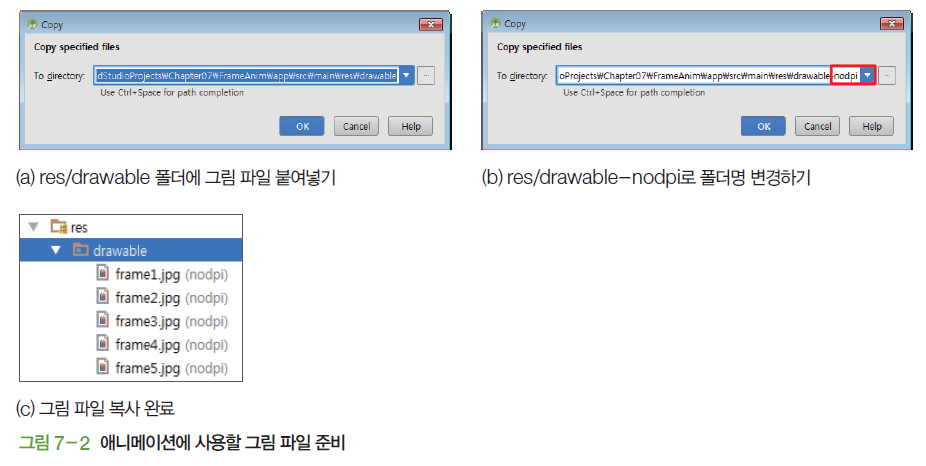 Copy
Copy specified files
To directory: dStudioProjects₩Chapter07₩FrameAnim₩app₩src₩main₩res₩drawable ...
Use Ctrl+Space for path completion
OK Cancel Help
(a) res/drawable 폴더에 그림 파일 붙여넣기
Copy
Copy specified files
To directory: oProjects₩Chapter07₩FrameAnim₩app₩src₩main₩res₩drawable-nodpi ...
Use Ctrl+Space for path completion
OK Cancel Help
(b) res/drawable-nodpi로 폴더명 변경하기
res
drawable
frame1.jpg (nodpi)
frame2.jpg (nodpi)
frame3.jpg (nodpi)
frame4.jpg (nodpi)
frame5.jpg (nodpi)
(c) 그림 파일 복사 완료
그림 7-2 애니메이션에 사용할 그림 파일 준비